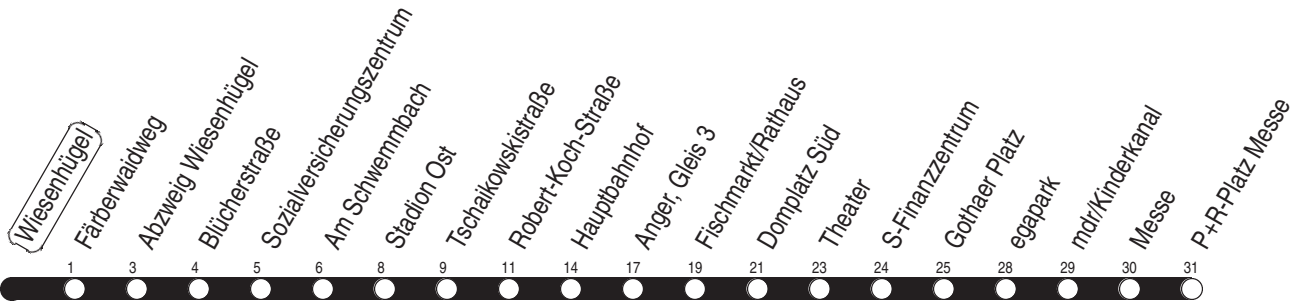 Wiesenhügel
Färberwaidweg
Abzweig Wiesenhügel
Blücherstraße
Sozialversicherungszentrum
Am Schwemmbach
Stadion Ost
Tschaikowskistraße
Robert-Koch-Straße
Hauptbahnhof
Anger, Gleis 3
Fischmarkt/Rathaus
Domplatz Süd
Theater
S-Finanzzentrum
Gothaer Platz
egapark
mdr/Kinderkanal
Messe
P+R-Platz Messe
1 3 4 5 6 8 9 11 14 17 19 21 23 24 25 28 29 30 31